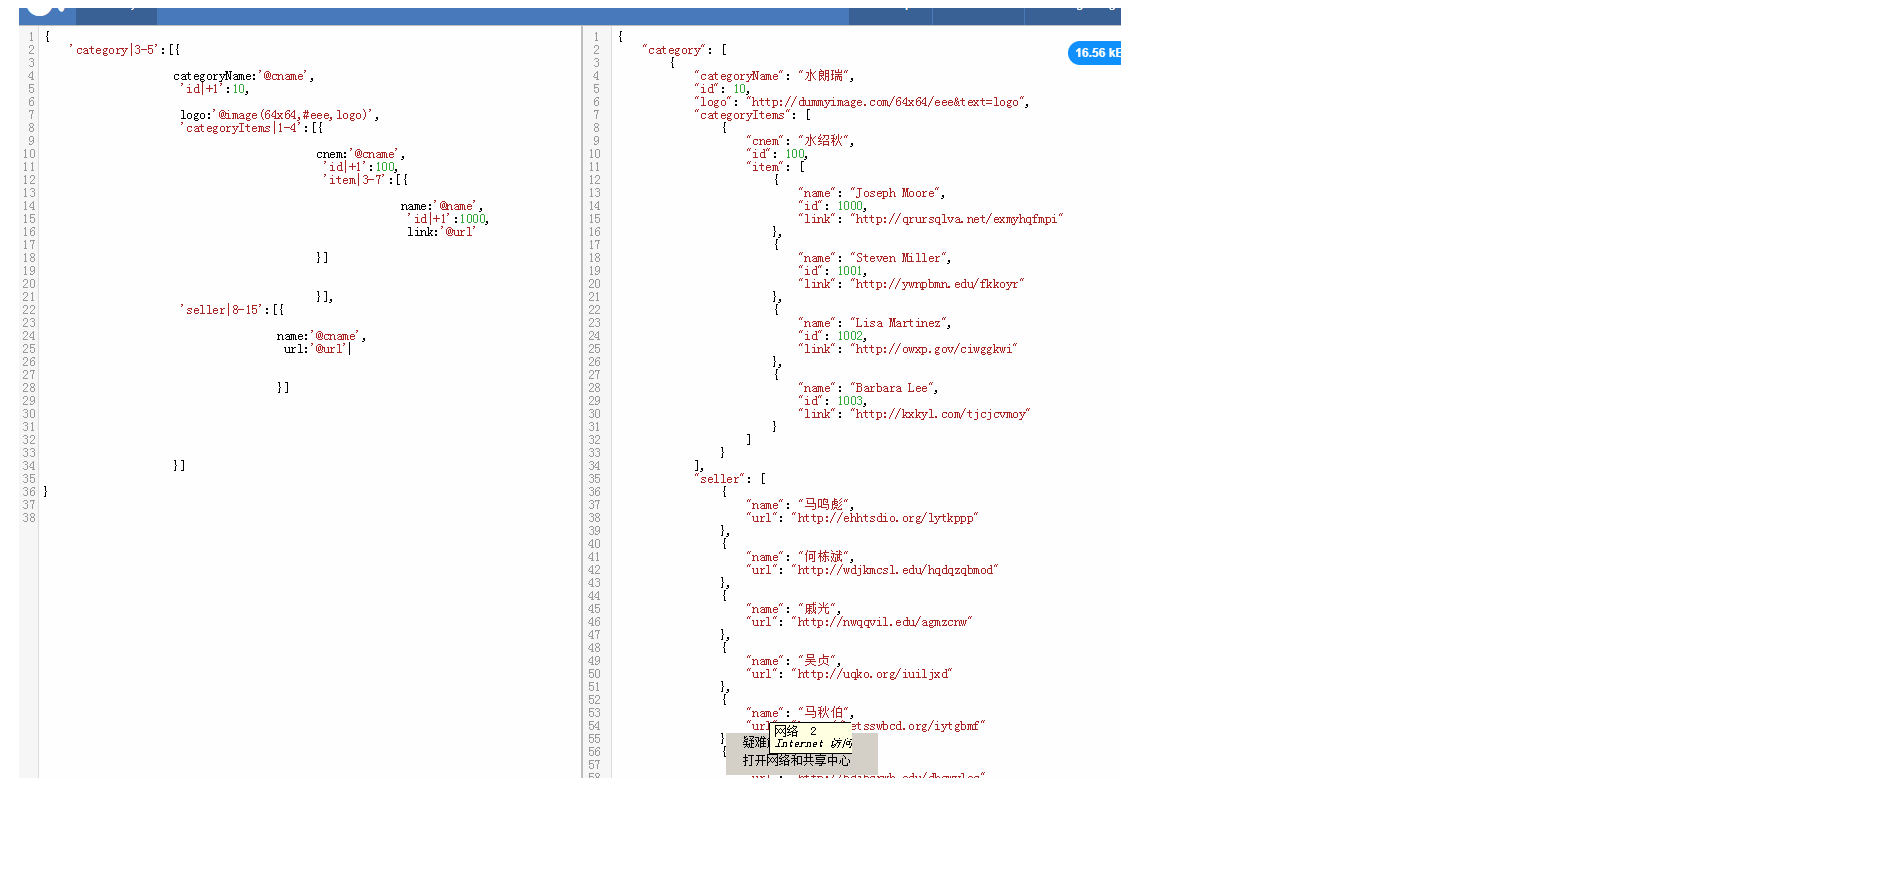 1 {
2 'category|3-5':[{
3
4 categoryName:'@cname',
5 'id|+1':10,
6
7 logo:'@image(64x64,#eee,logo)',
8 'categoryItems|1-4':[{
9
10 cnem:'@cname',
11 'id|+1':100,
12 'item|3-7':[{
13
14 name:'@name',
15 'id|+1':1000,
16 link:'@url'
17
18 }]
19
20
21 }],
22 'seller|8-15':[{
23
24 name:'@cname',
25 url:'@url'
26
27
28 }]
29
30
31
32
33
34 }]
35
36 }
37
38
16.56 kB
1 {
2 "category": [
3 {
4 "categoryName": "水朗瑞",
5 "id": 10,
6 "logo": "http://dummyimage.com/64x64/eee&text=logo",
7 "categoryItems": [
8 {
9 "cnem": "水绍秋",
10 "id": 100,
11 "item": [
12 {
13 "name": "Joseph Moore",
14 "id": 1000,
15 "link": "http://qrursqlva.net/exmyhqfmpi"
16 },
17 {
18 "name": "Steven Miller",
19 "id": 1001,
20 "link": "http://ywnpbmn.edu/fkkoyr"
21 },
22 {
23 "name": "Lisa Martinez",
24 "id": 1002,
25 "link": "http://owxp.gov/ciwggkwi"
26 },
27 {
28 "name": "Barbara Lee",
29 "id": 1003,
30 "link": "http://kxkyl.com/tjcjcvmoy"
31 }
32 ]
33 }
34 ],
35 "seller": [
36 {
37 "name": "马鸣彪",
38 "url": "http://ehhtsdio.org/lytkppp"
39 },
40 {
41 "name": "何栋斌",
42 "url": "http://wdjkmcsl.edu/hqdqzqbmod"
43 },
44 {
45 "name": "戚光",
46 "url": "http://nwqqvil.edu/agmzcnw"
47 },
48 {
49 "name": "吴贞",
50 "url": "http://uqko.org/iuiljxd"
51 },
52 {
53 "name": "马秋伯",
54 "url etsswbcd.org/iytgbmf"
55 }
56 {
57
58
网络 2
Internet 访问
疑难
打开网络和共享中心